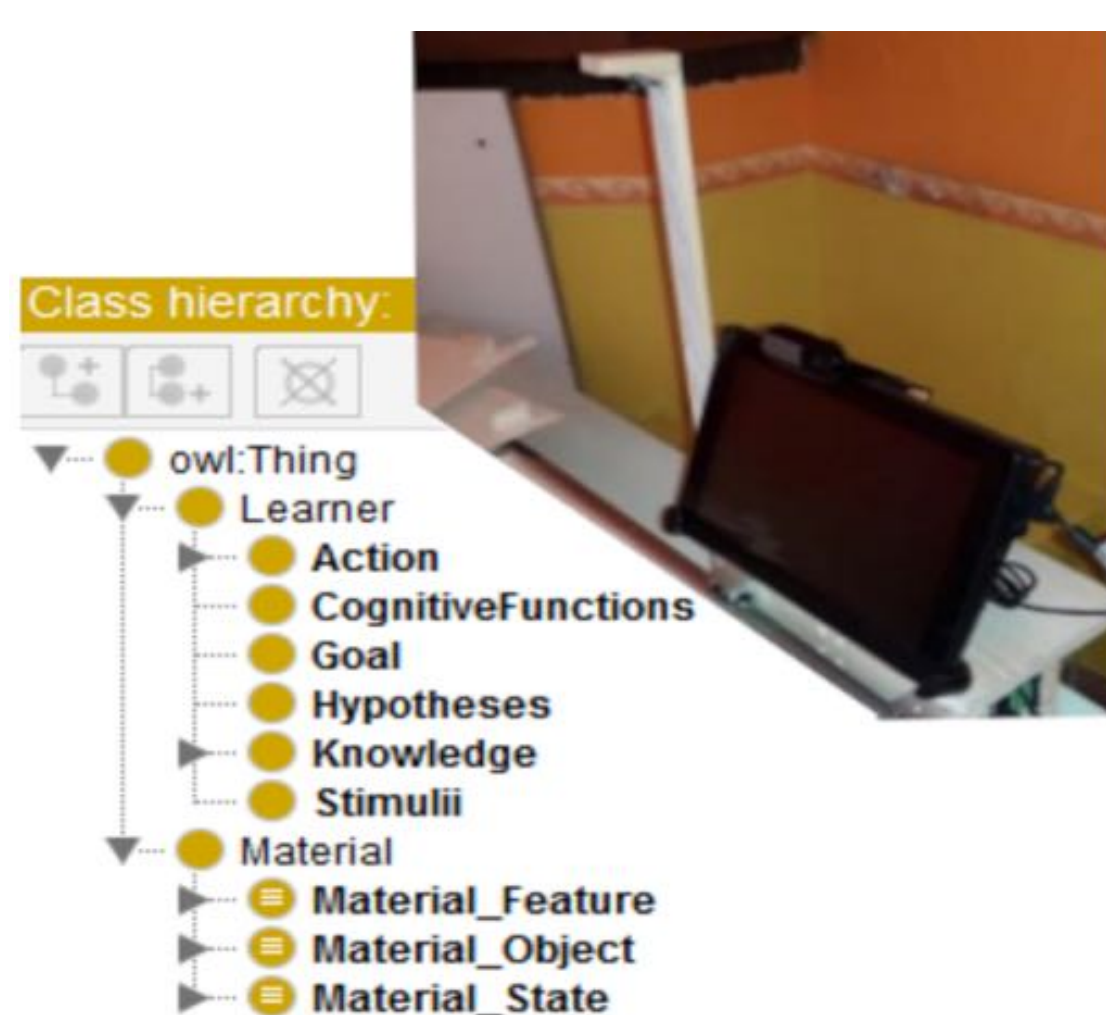 Class hierarchy:
owl:Thing
Learner
Action
CognitiveFunctions
Goal
Hypotheses
Knowledge
Stimulii
Material
Material_Feature
Material_Object
Material_State